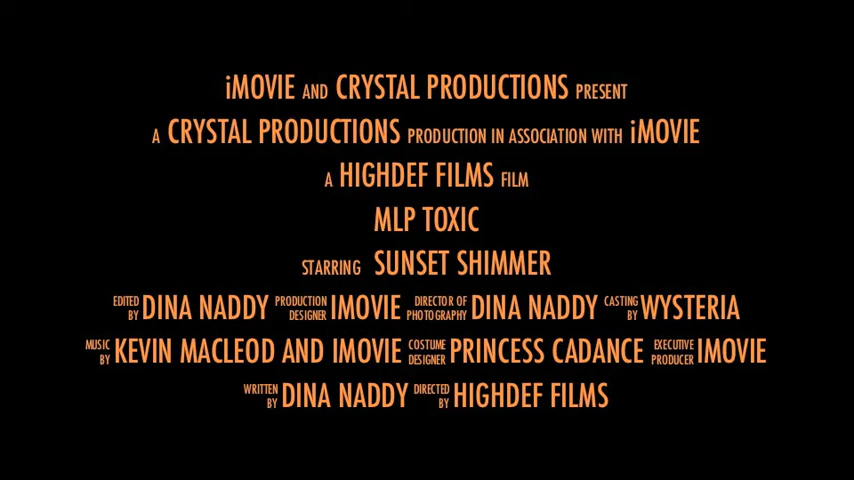 iMOVIE AND CRYSTAL PRODUCTIONS PRESENT
A CRYSTAL PRODUCTIONS PRODUCTION IN ASSOCIATION WITH iMOVIE
A HIGHDEF FILMS FILM
MLP TOXIC
STARRING SUNSET SHIMMER
EDITED BY DINA NADDY PRODUCTION DESIGNER IMOVIE DIRECTOR OF PHOTOGRAPHY DINA NADDY CASTING BY WYSTERIA
MUSIC BY KEVIN MACLEOD AND IMOVIE COSTUME DESIGNER PRINCESS CADANCE EXECUTIVE PRODUCER IMOVIE
WRITTEN BY DINA NADDY DIRECTED BY HIGHDEF FILMS